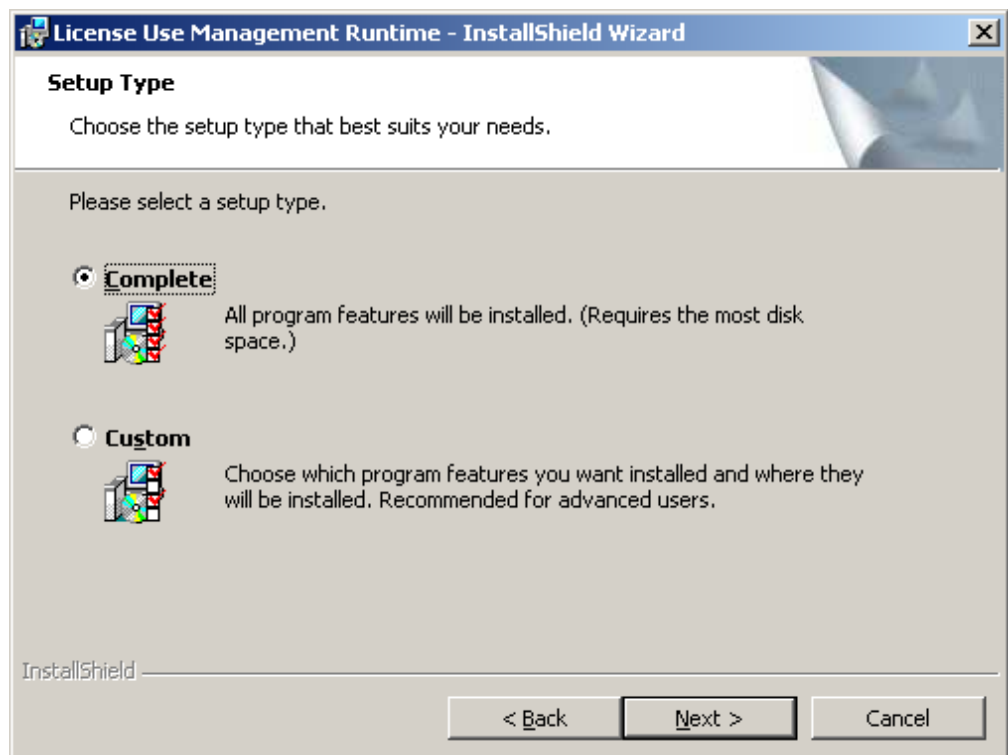 License Use Management Runtime - InstallShield Wizard
Setup Type
Choose the setup type that best suits your needs.
Please select a setup type.
Complete
All program features will be installed. (Requires the most disk
space.)
Custom
Choose which program features you want installed and where they
will be installed. Recommended for advanced users.
InstallShield
< Back
Next >
Cancel